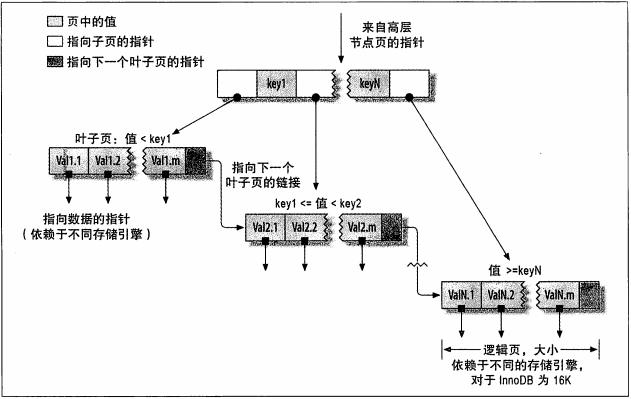 页中的值
指向子页的指针
指向下一个叶子页的指针
来自高层
节点页的指针
key1
keyN
叶子页：值 < key1
Val1.1
Val1.2
Val1.m
指向下一个
叶子页的链接
key1 <= 值 < key2
指向数据的指针
（依赖于不同存储引擎）
Val2.1
Val2.2
Val2.m
值 >=keyN
ValN.1
ValN.2
ValN.m
逻辑页，大小
依赖于不同的存储引擎，
对于 InnoDB 为 16K